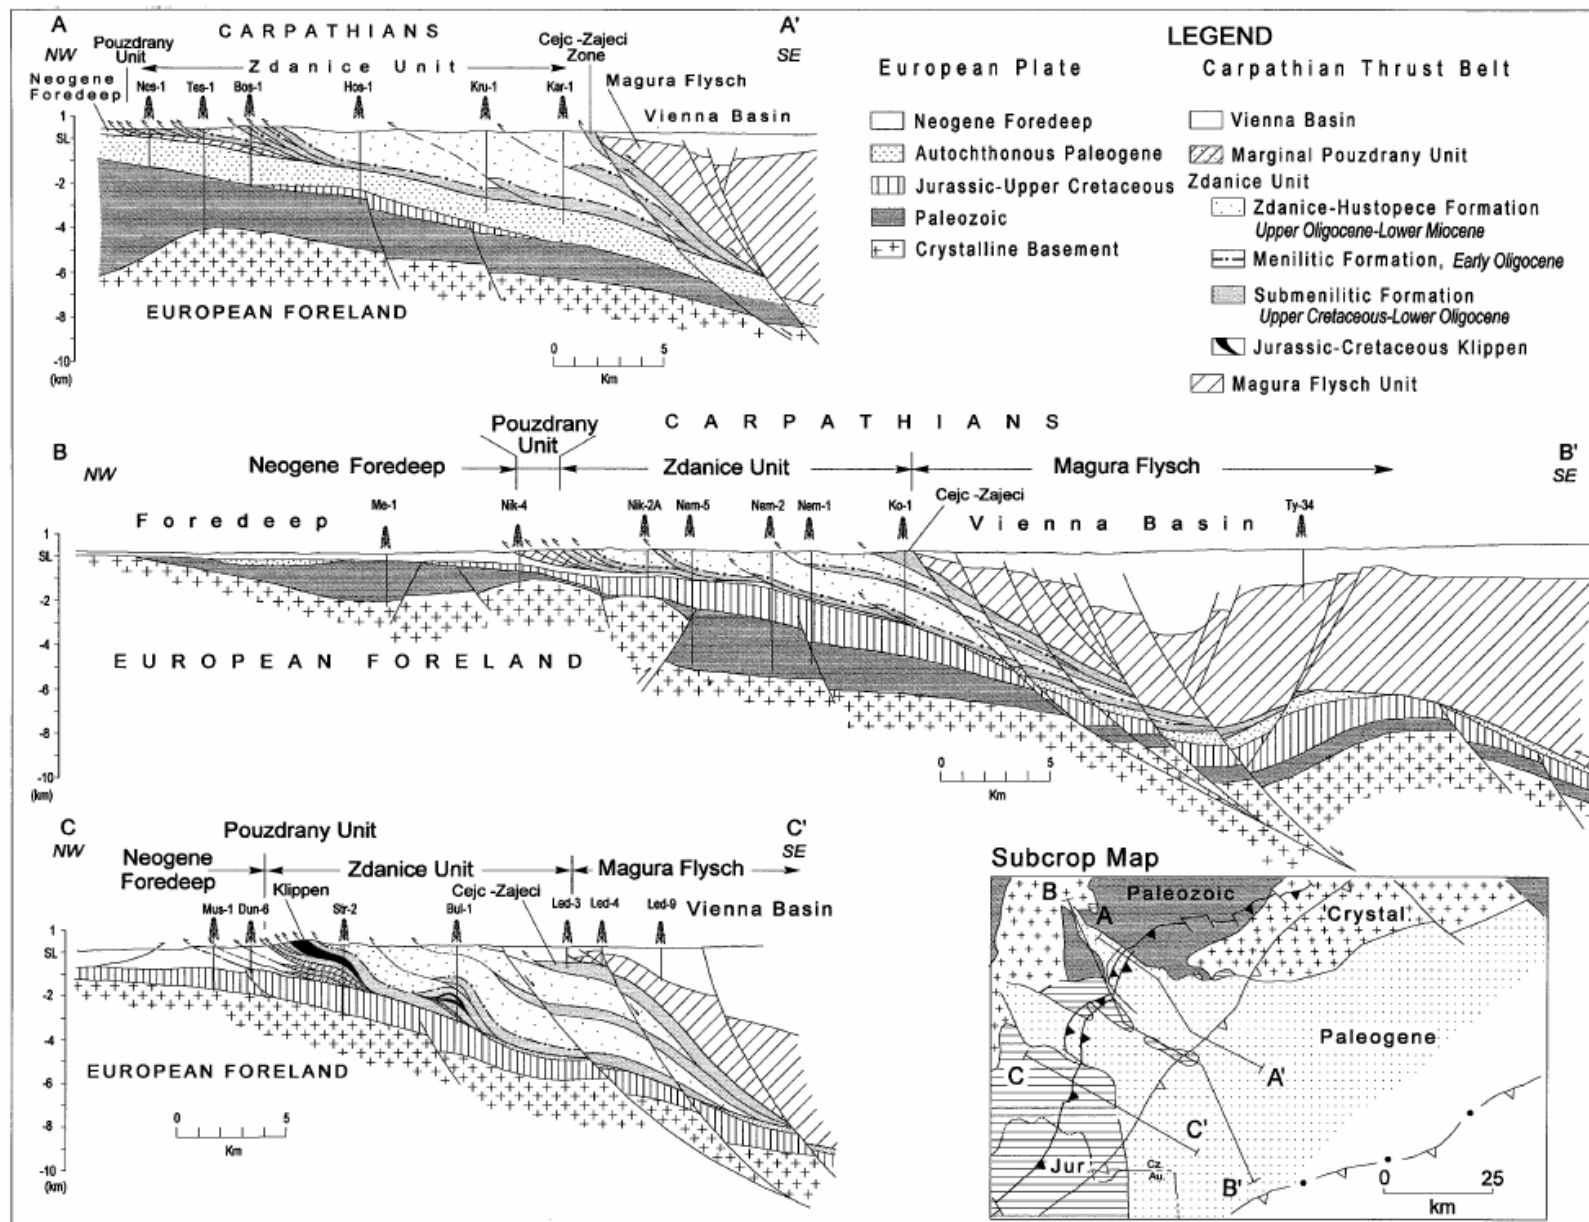 A
NW
CARPATHIANS
A'
SE
Pouzdrany
Unit
Zdanice Unit
Cejc -Zajeci
Zone
Neogene
Foredeep
Nes-1
Tes-1
Bos-1
Hos-1
Kru-1
Kar-1
Magura Flysch
Vienna Basin
1
SL
-2
-4
-6
-8
-10
(km)
EUROPEAN FORELAND
0 5
Km
LEGEND
European Plate
Neogene Foredeep
Autochthonous Paleogene
Jurassic-Upper Cretaceous
Paleozoic
Crystalline Basement
Carpathian Thrust Belt
Vienna Basin
Marginal Pouzdrany Unit
Zdanice Unit
Zdanice-Hustopece Formation
Upper Oligocene-Lower Miocene
Menilitic Formation, Early Oligocene
Submenilitic Formation
Upper Cretaceous-Lower Oligocene
Jurassic-Cretaceous Klippen
Magura Flysch Unit
B
NW
CARPATHIANS
B'
SE
Pouzdrany
Unit
Neogene Foredeep
Zdanice Unit
Magura Flysch
Cejc -Zajeci
Foredeep
Me-1
Nik-4
Nik-2A
Nem-5
Nem-2
Nem-1
Ko-1
Vienna Basin
Ty-34
1
SL
-2
-4
-6
-8
-10
(km)
EUROPEAN FORELAND
0 5
Km
C
NW
Pouzdrany Unit
C'
SE
Neogene
Foredeep
Zdanice Unit
Magura Flysch
Klippen
Cejc -Zajeci
Mus-1
Dun-6
Str-2
Bul-1
Led-3
Led-4
Led-9
Vienna Basin
1
SL
-2
-4
-6
-8
-10
(km)
EUROPEAN FORELAND
0 5
Km
Subcrop Map
B
A
Paleozoic
Crystal
Paleogene
C
A'
C'
Jur
Cz.
Au.
B'
0 25
km